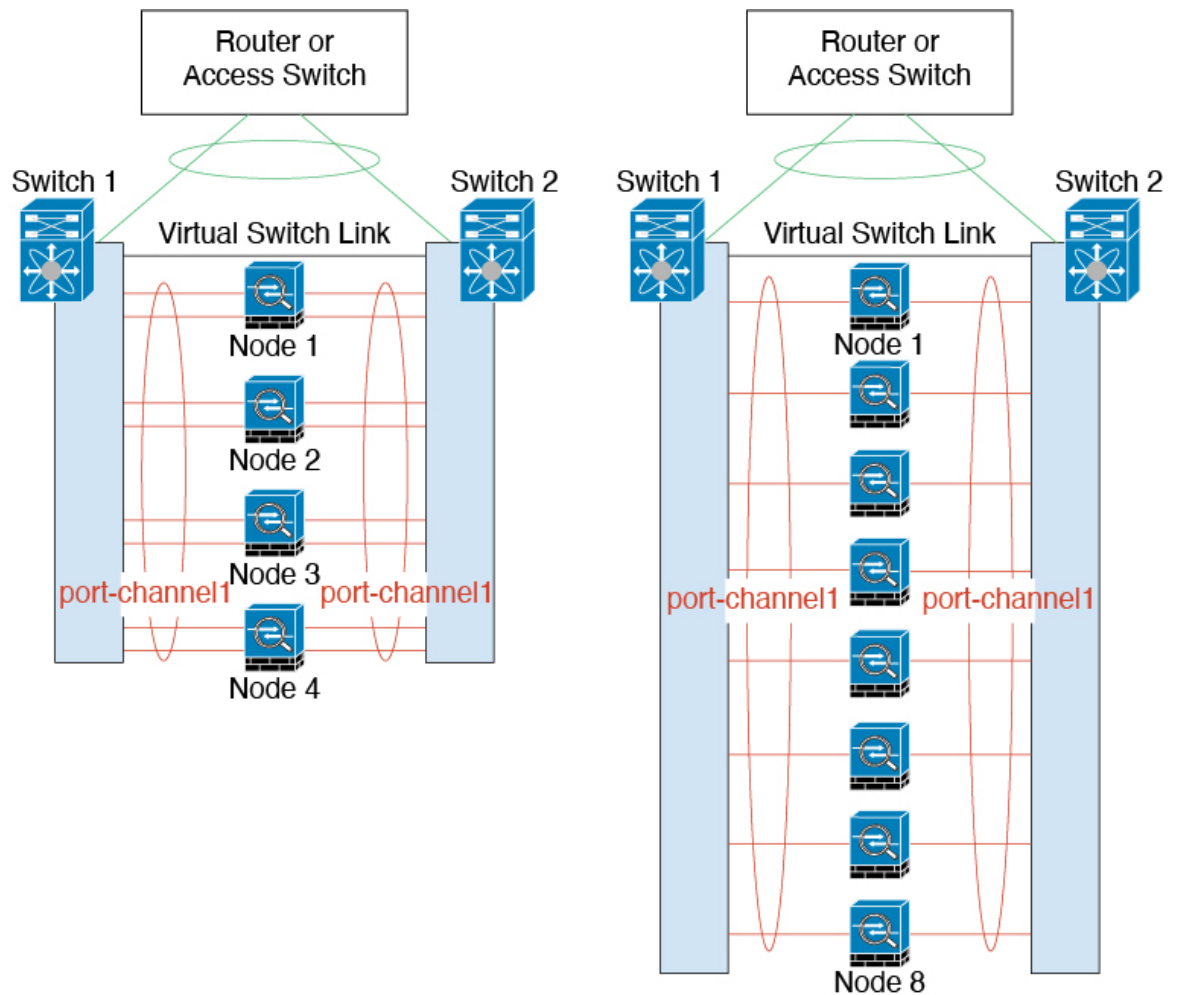 Router or
Access Switch
Switch 1
Switch 2
Virtual Switch Link
Node 1
Node 2
Node 3
port-channel1
port-channel1
Node 4
Router or
Access Switch
Switch 1
Switch 2
Virtual Switch Link
Node 1
port-channel1
port-channel1
Node 8